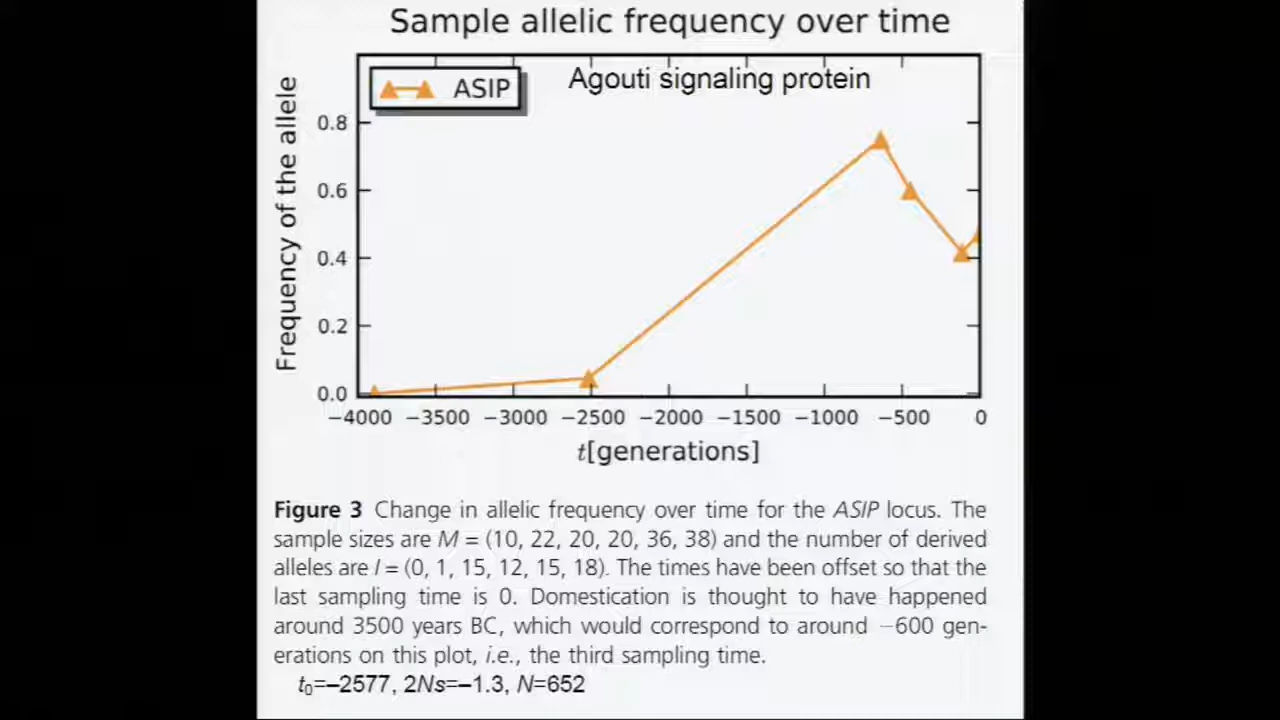 Sample allelic frequency over time
ASIP
Agouti signaling protein
Frequency of the allele
0.8
0.6
0.4
0.2
0.0
−4000 −3500 −3000 −2500 −2000 −1500 −1000 −500 0
t[generations]
Figure 3 Change in allelic frequency over time for the ASIP locus. The
sample sizes are M = (10, 22, 20, 20, 36, 38) and the number of derived
alleles are I = (0, 1, 15, 12, 15, 18). The times have been offset so that the
last sampling time is 0. Domestication is thought to have happened
around 3500 years BC, which would correspond to around −600 gen-
erations on this plot, i.e., the third sampling time.
t₀=–2577, 2Ns=–1.3, N=652